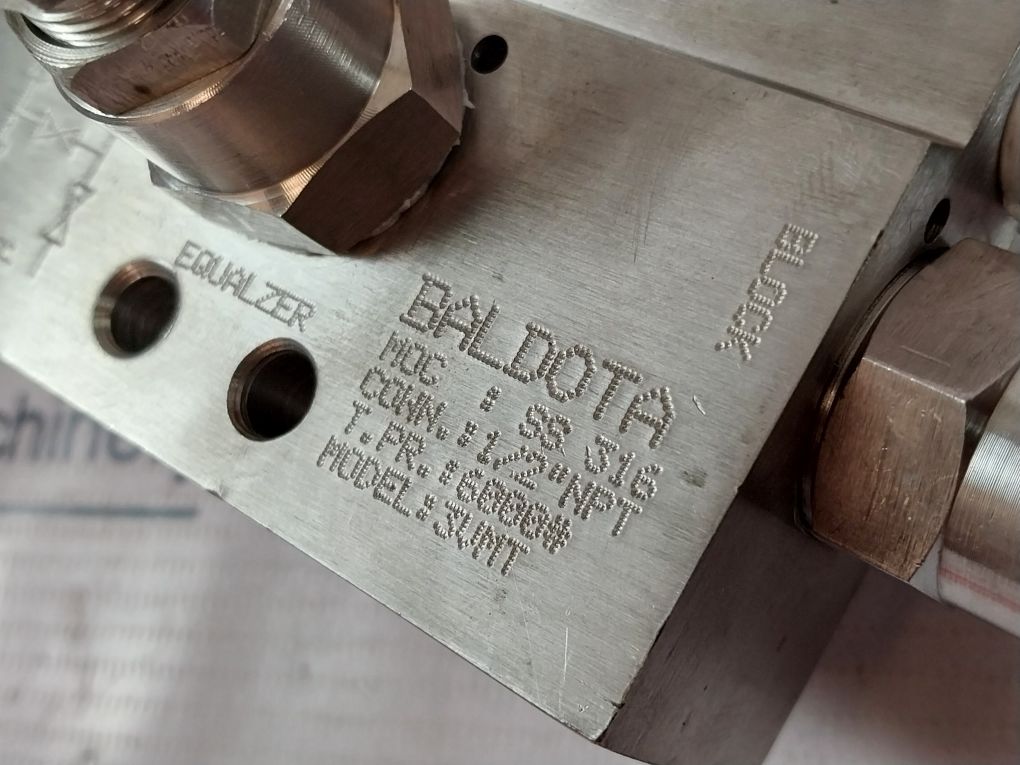 EQUALZER
BALDOTA
MOC : SS 316
CONN.:1/2"NPT
T.PR.:6000#
MODEL:3VMT
BLOCK